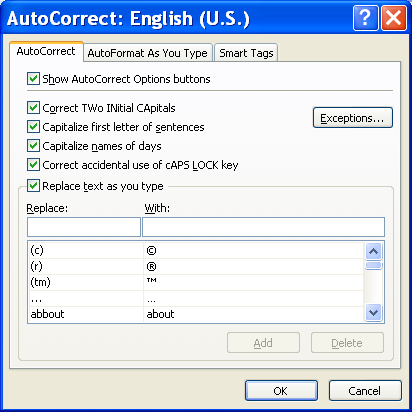 AutoCorrect: English (U.S.)
AutoCorrect AutoFormat As You Type Smart Tags
Show AutoCorrect Options buttons
Correct TWo INitial CApitals
Capitalize first letter of sentences
Exceptions...
Capitalize names of days
Correct accidental use of cAPS LOCK key
Replace text as you type
Replace: With:
(c) ©
(r) ®
(tm) ™
... ...
abbout about
Add Delete
OK Cancel